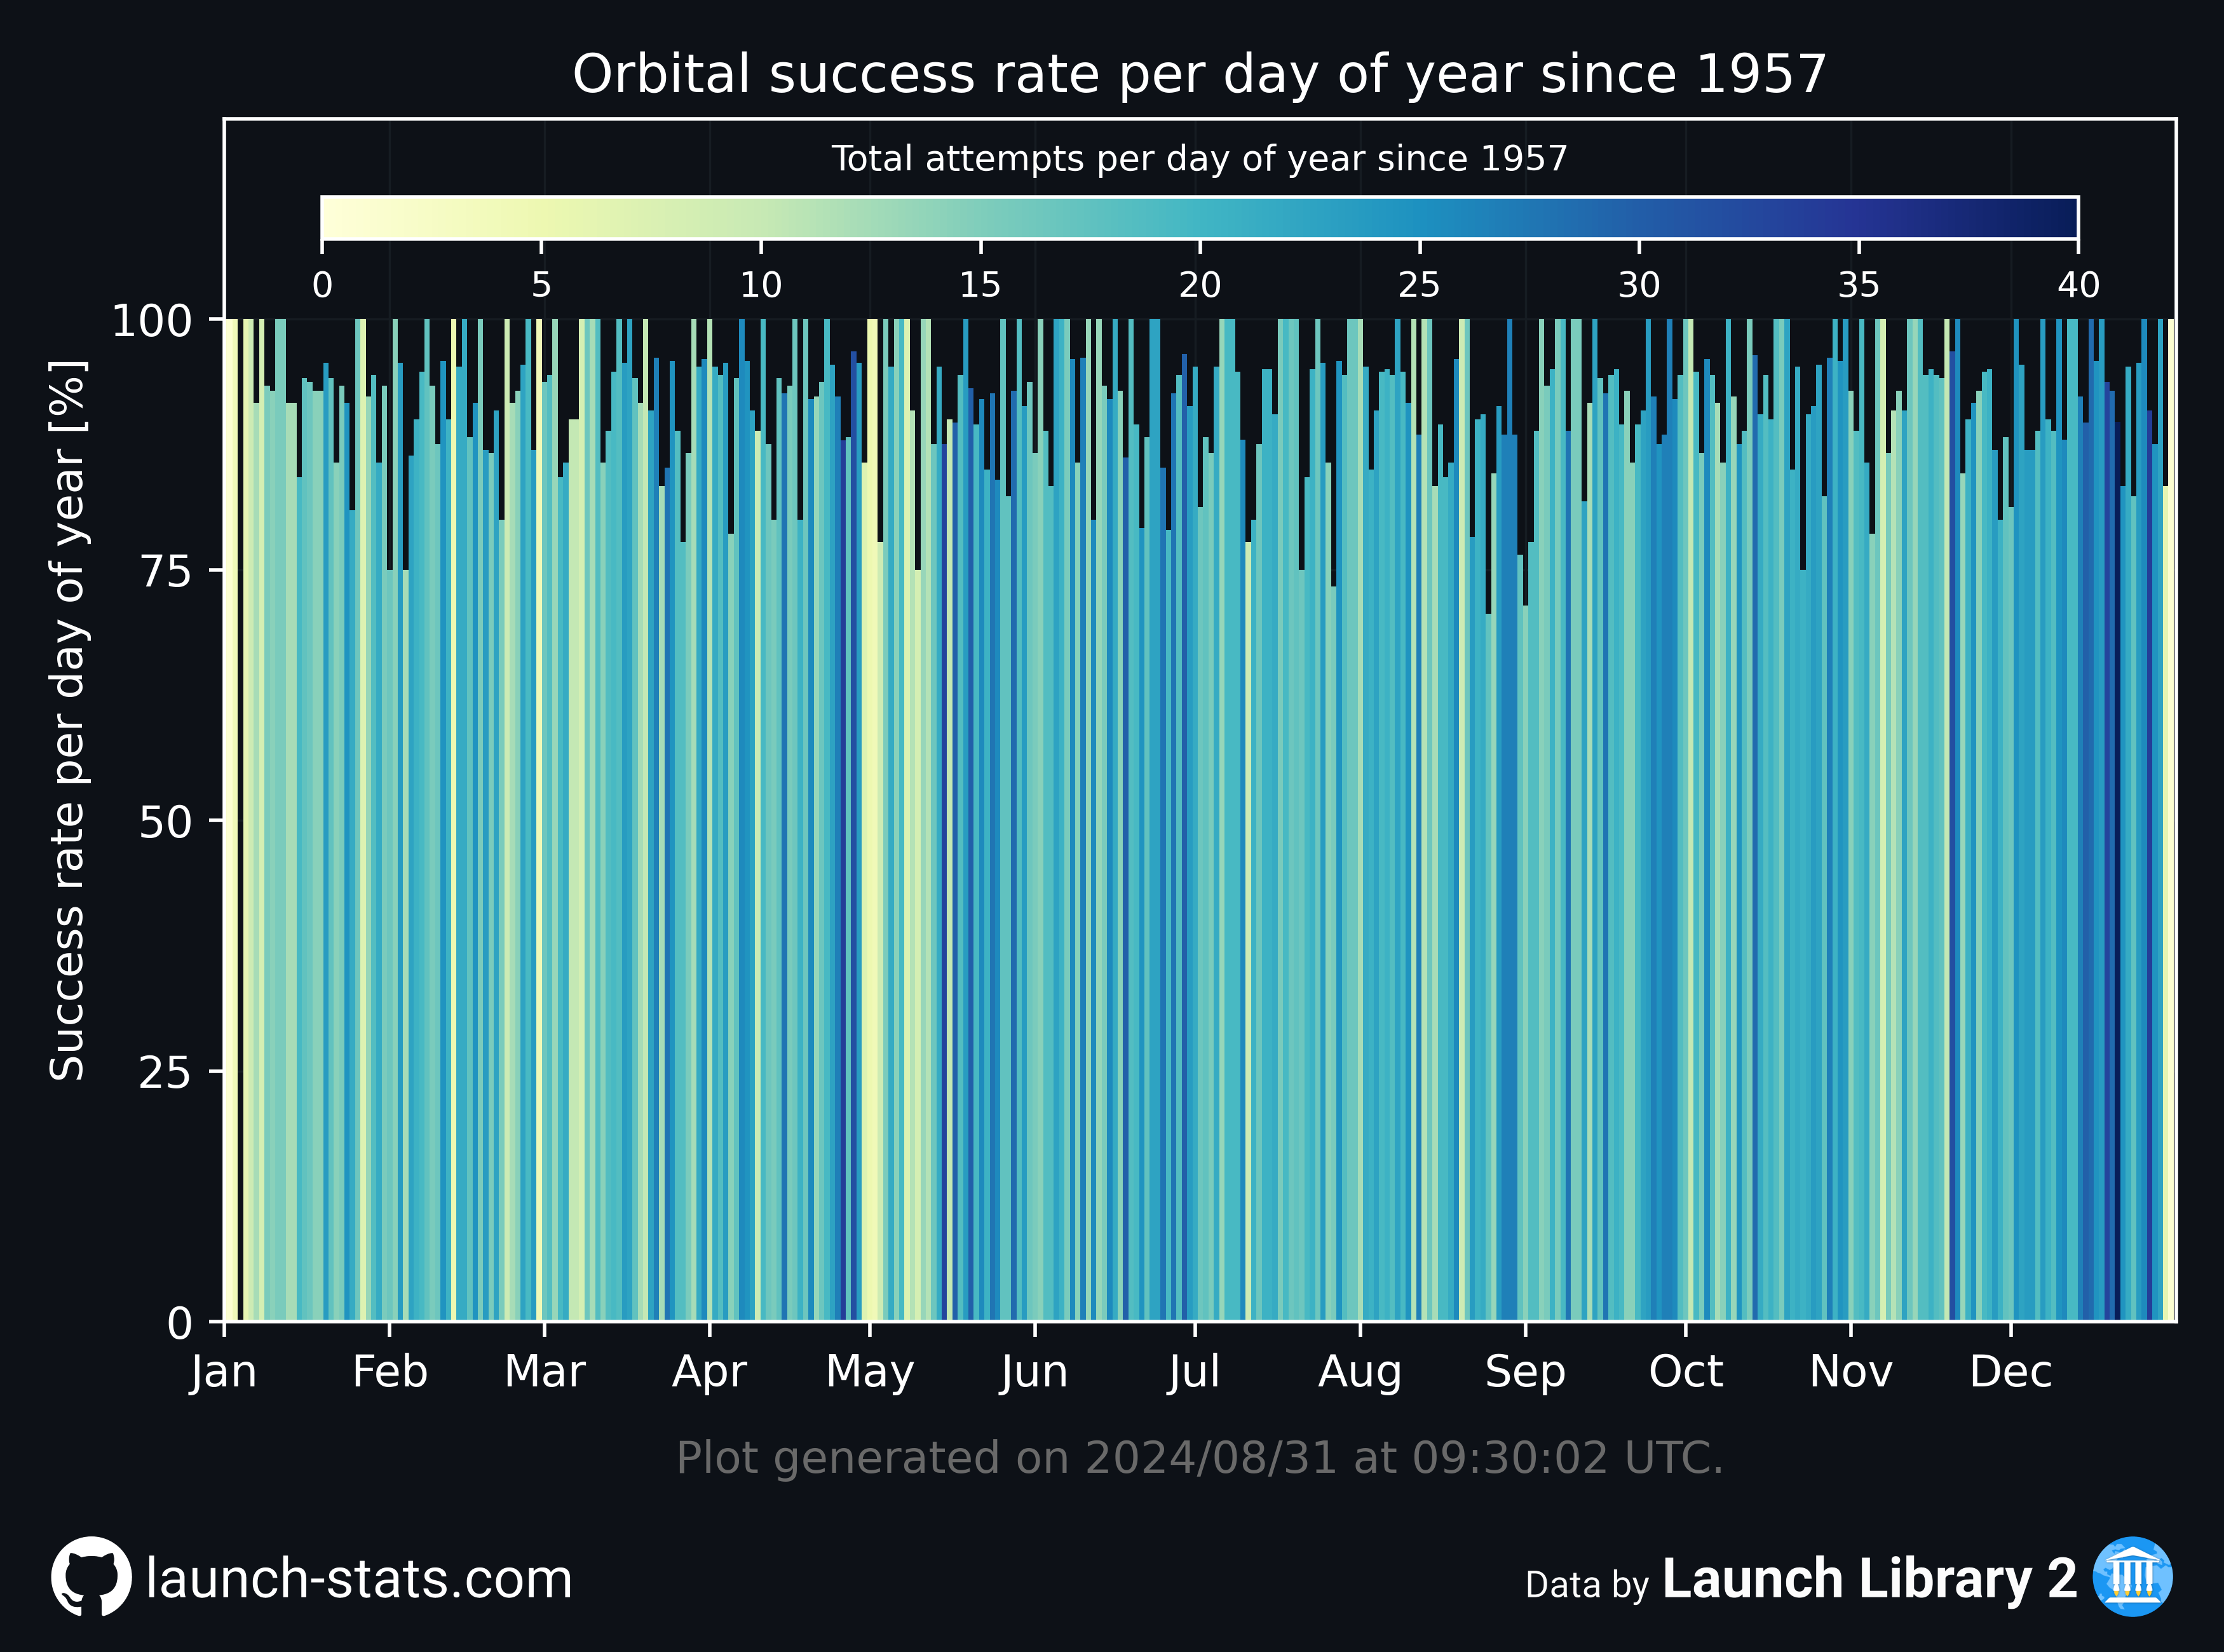 Orbital success rate per day of year since 1957
Total attempts per day of year since 1957
0 5 10 15 20 25 30 35 40
Success rate per day of year [%]
100
75
50
25
0
Jan Feb Mar Apr May Jun Jul Aug Sep Oct Nov Dec
Plot generated on 2024/08/31 at 09:30:02 UTC.
launch-stats.com
Data by Launch Library 2